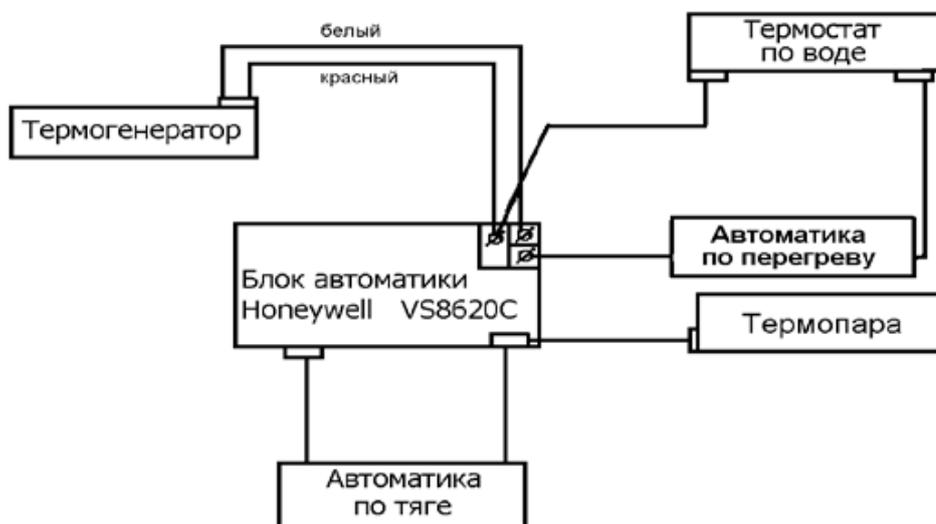 белый
красный
Термостат
по воде
Термогенератор
Автоматика
по перегреву
Блок автоматики
Honeywell VS8620C
Термопара
Автоматика
по тяге